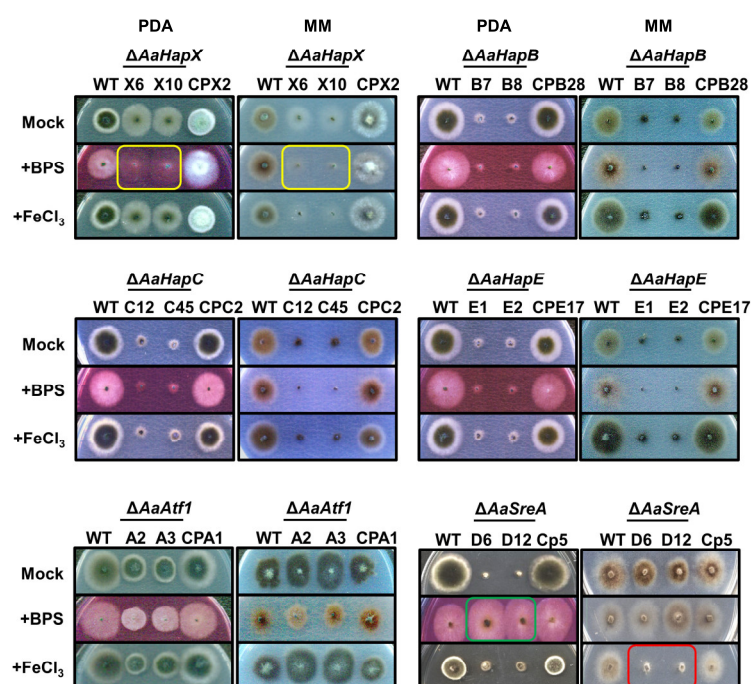 PDA MM PDA MM
ΔAaHapX ΔAaHapX ΔAaHapB ΔAaHapB
WT X6 X10 CPX2 WT X6 X10 CPX2 WT B7 B8 CPB28 WT B7 B8 CPB28
Mock
+BPS
+FeCl3
ΔAaHapC ΔAaHapC ΔAaHapE ΔAaHapE
WT C12 C45 CPC2 WT C12 C45 CPC2 WT E1 E2 CPE17 WT E1 E2 CPE17
Mock
+BPS
+FeCl3
ΔAaAtf1 ΔAaAtf1 ΔAaSreA ΔAaSreA
WT A2 A3 CPA1 WT A2 A3 CPA1 WT D6 D12 Cp5 WT D6 D12 Cp5
Mock
+BPS
+FeCl3